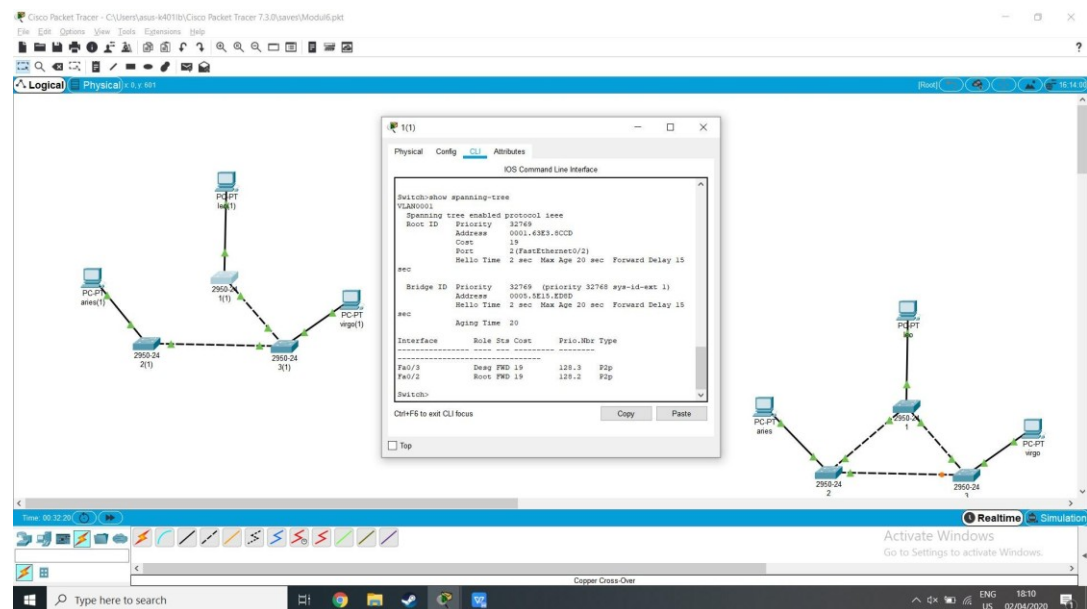 Cisco Packet Tracer - C:\Users\asus-k401lb\Cisco Packet Tracer 7.3.0\saves\Modul6.pkt
File Edit Options View Tools Extensions Help
?
Logical
Physical
x: 0, y: 601
[Root]
16:14:00
1(1)
Physical Config CLI Attributes
IOS Command Line Interface
Switch>show spanning-tree
VLAN0001
Spanning tree enabled protocol ieee
Root ID Priority 32769
Address 0001.63E3.8CCD
Cost 19
Port 2(FastEthernet0/2)
Hello Time 2 sec Max Age 20 sec Forward Delay 15
sec
Bridge ID Priority 32769 (priority 32768 sys-id-ext 1)
Address 0005.5E15.ED8D
Hello Time 2 sec Max Age 20 sec Forward Delay 15
sec
Aging Time 20
Interface Role Sts Cost Prio.Nbr Type
---------------- ---- --- --------- --------
--------------------------------
Fa0/3 Desg FWD 19 128.3 P2p
Fa0/2 Root FWD 19 128.2 P2p
Switch>
Ctrl+F6 to exit CLI focus
Copy
Paste
Top
PC-PT
leo(1)
2950-24
1(1)
PC-PT
aries(1)
PC-PT
virgo(1)
2950-24
2(1)
2950-24
3(1)
PC-PT
leo
2950-24
1
PC-PT
aries
PC-PT
virgo
2950-24
2
2950-24
Time: 00:32:20
Realtime
Simulation
Activate Windows
Go to Settings to activate Windows.
Copper Cross-Over
Type here to search
ENG
US
18:10
02/04/2020